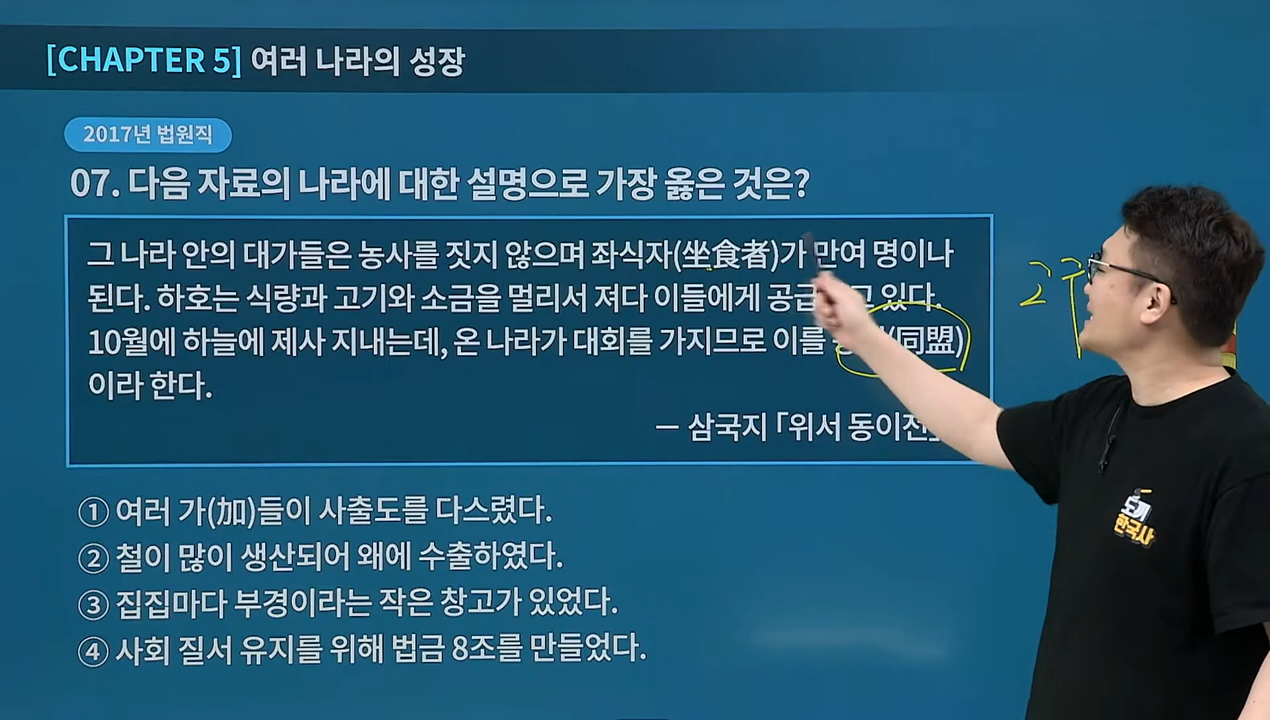 [CHAPTER 5] 여러 나라의 성장
2017년 법원직
07. 다음 자료의 나라에 대한 설명으로 가장 옳은 것은?
그 나라 안의 대가들은 농사를 짓지 않으며 좌식자(坐食者)가 만여 명이나
된다. 하호는 식량과 고기와 소금을 멀리서 져다 이들에게 있다.
10월에 하늘에 제사 지내는데, 온 나라가 대회를 가지므로 이를 (同盟)
이라 한다.
– 삼국지 「위서
① 여러 가(加)들이 사출도를 다스렸다.
② 철이 많이 생산되어 왜에 수출하였다.
③ 집집마다 부경이라는 작은 창고가 있었다.
④ 사회 질서 유지를 위해 법금 8조를 만들었다.
한국사